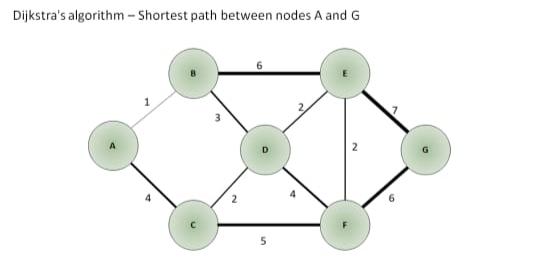 Dijkstra's algorithm – Shortest path between nodes A and G
6
B
E
1
2
7
3
A
D
2
G
4
2
4
6
C
F
5